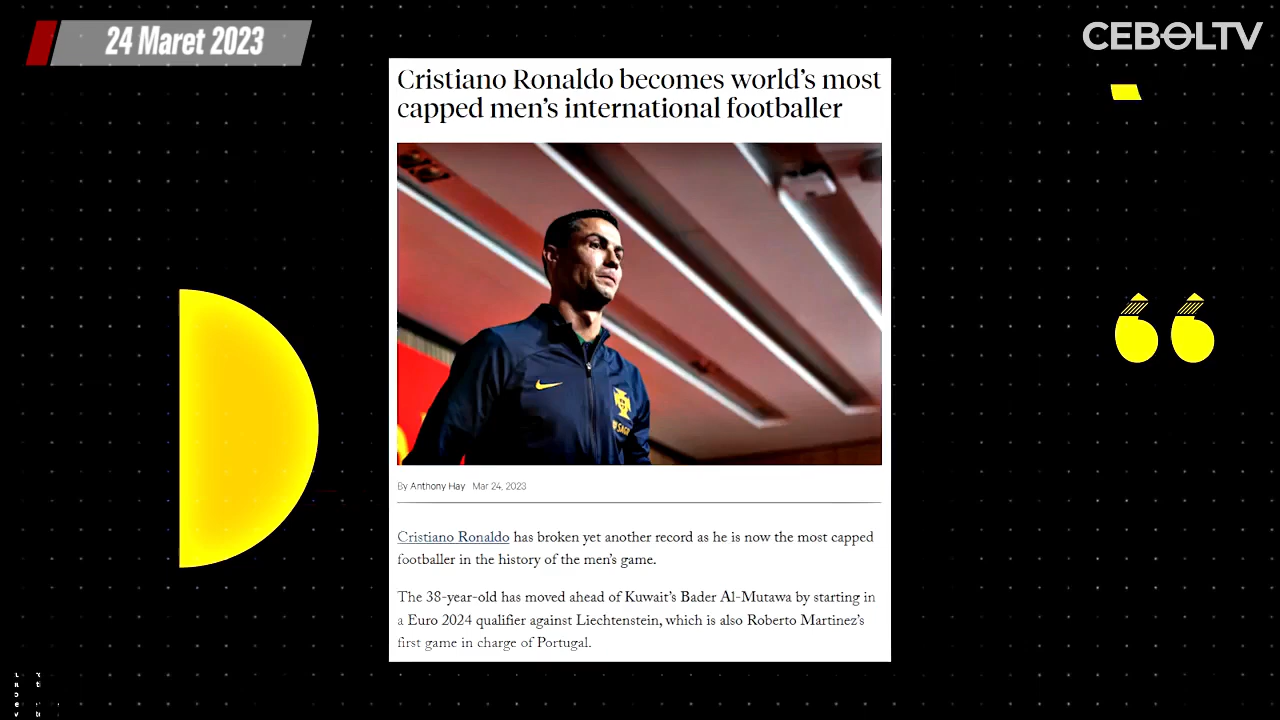 24 Maret 2023
CEBOLTV
Cristiano Ronaldo becomes world's most
capped men's international footballer
By Anthony Hay Mar 24, 2023
Cristiano Ronaldo has broken yet another record as he is now the most capped
footballer in the history of the men's game.
The 38-year-old has moved ahead of Kuwait's Bader Al-Mutawa by starting in
a Euro 2024 qualifier against Liechtenstein, which is also Roberto Martinez's
first game in charge of Portugal.